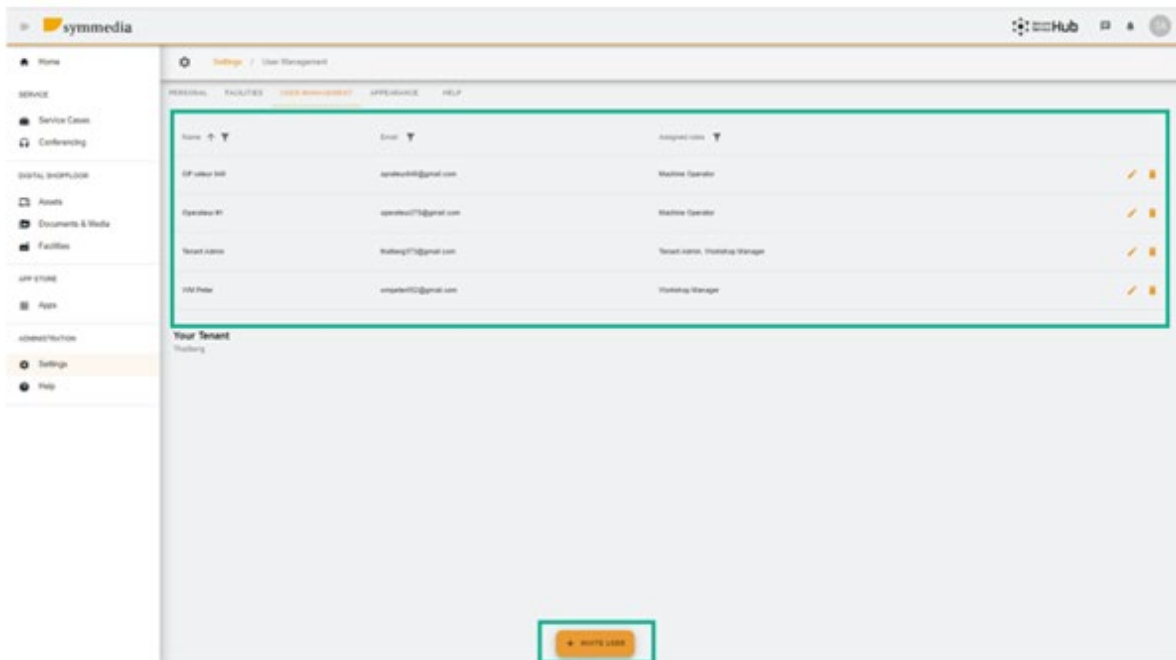 symmedia
Hub
Home
Settings / User Management
SERVICE
PERSONAL FACILITIES USER MANAGEMENT APPEARANCE HELP
Service Cases
Conferencing
Name Email Assigned roles
DIGITAL SHOPFLOOR
Machine Operator
Assets
Documents & Media
Operateur #1 Machine Operator
Facilities
Tenant Admin Tenant Admin, Workshop Manager
APP STORE
WM Peter Workshop Manager
Apps
ADMINISTRATION
Your Tenant
Settings
Help
+ INVITE USER